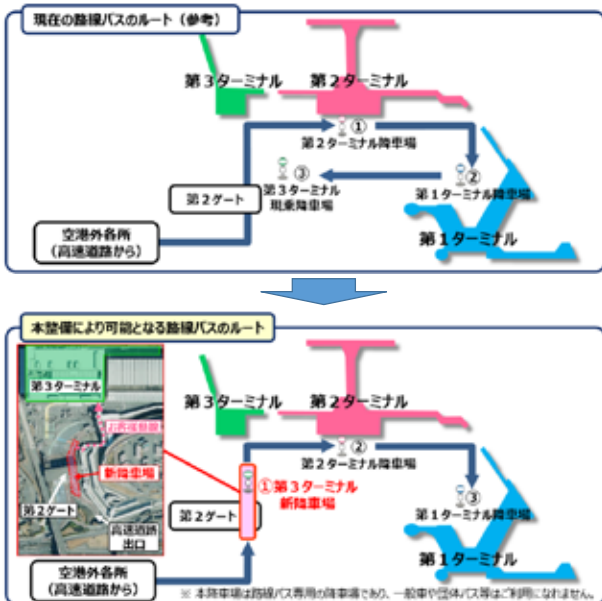 現在の路線バスのルート（参考）
第３ターミナル
第２ターミナル
①
第２ターミナル降車場
③
第３ターミナル
現乗降車場
②
第１ターミナル降車場
第２ゲート
空港外各所
（高速道路から）
第１ターミナル
本整備により可能となる路線バスのルート
第３ターミナル
お客様動線
新降車場
第２ゲート
高速道路
出口
第３ターミナル
第２ターミナル
②
第２ターミナル降車場
①第３ターミナル
新降車場
③
第１ターミナル降車場
第２ゲート
空港外各所
（高速道路から）
第１ターミナル
※ 本降車場は路線バス専用の降車場であり、一般車や団体バス等はご利用になれません。